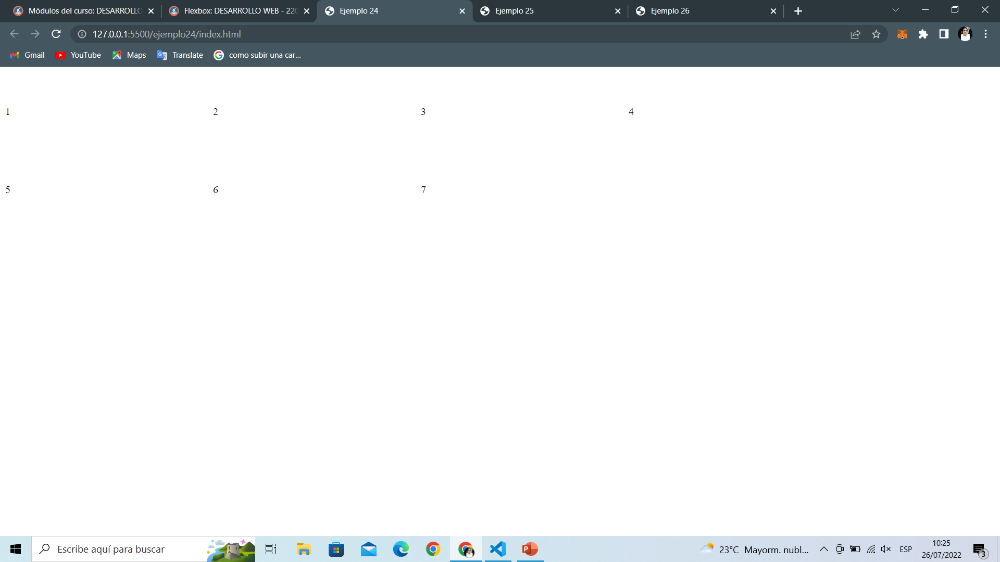 Módulos del curso: DESARROLLO
Flexbox: DESARROLLO WEB - 220
Ejemplo 24
Ejemplo 25
Ejemplo 26
127.0.0.1:5500/ejemplo24/index.html
Gmail
YouTube
Maps
Translate
como subir una car...
1 2 3 4
5 6 7
Escribe aquí para buscar
23°C Mayorm. nubl...
ESP
10:25
26/07/2022
3